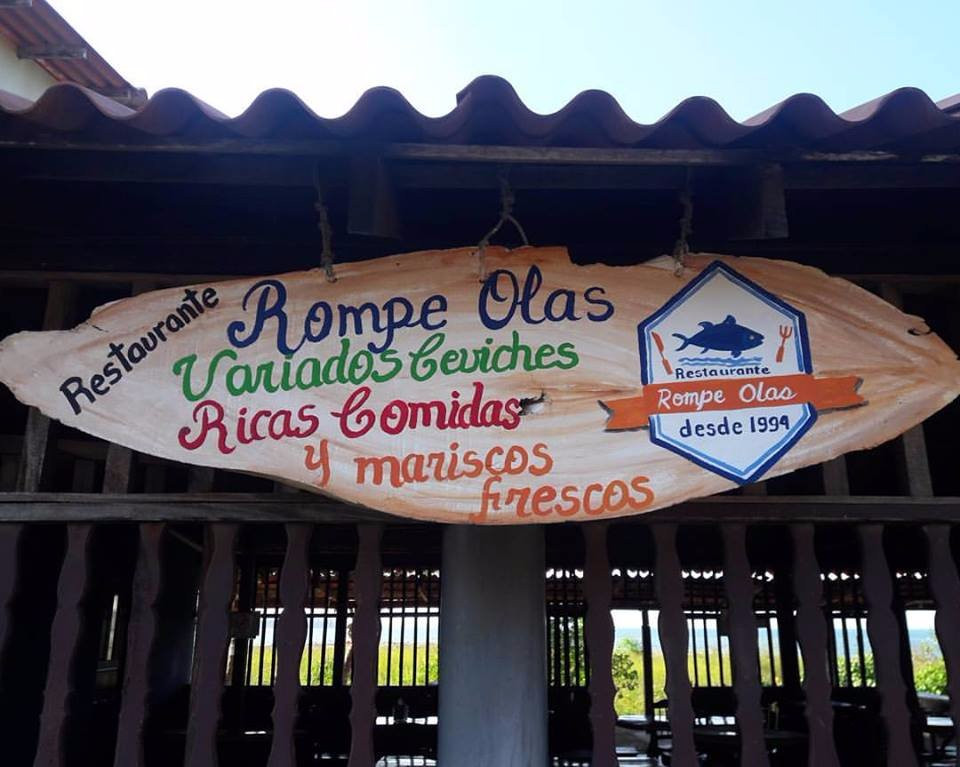 Restaurante
Rompe Olas
Variados Ceviches
Ricas Comidas
y mariscos
frescos
Restaurante
Rompe Olas
desde 1994